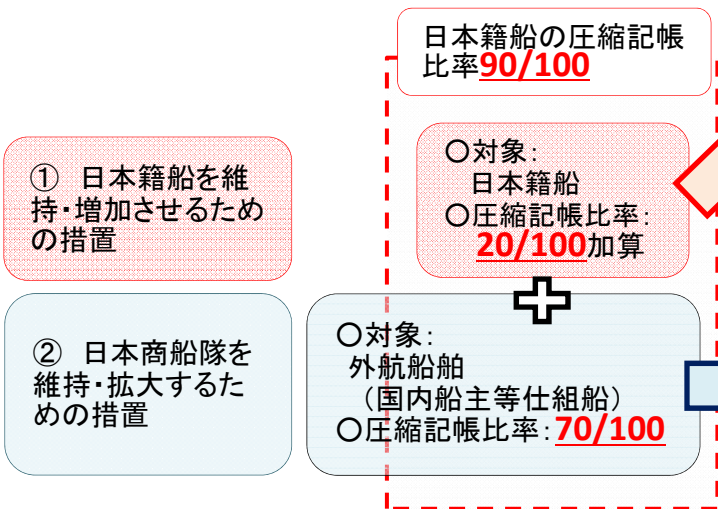 日本籍船の圧縮記帳
比率90/100
① 日本籍船を維
持・増加させるため
の措置
〇対象:
日本籍船
〇圧縮記帳比率:
20/100加算
② 日本商船隊を
維持・拡大するた
めの措置
〇対象:
外航船舶
（国内船主等仕組船）
〇圧縮記帳比率:70/100